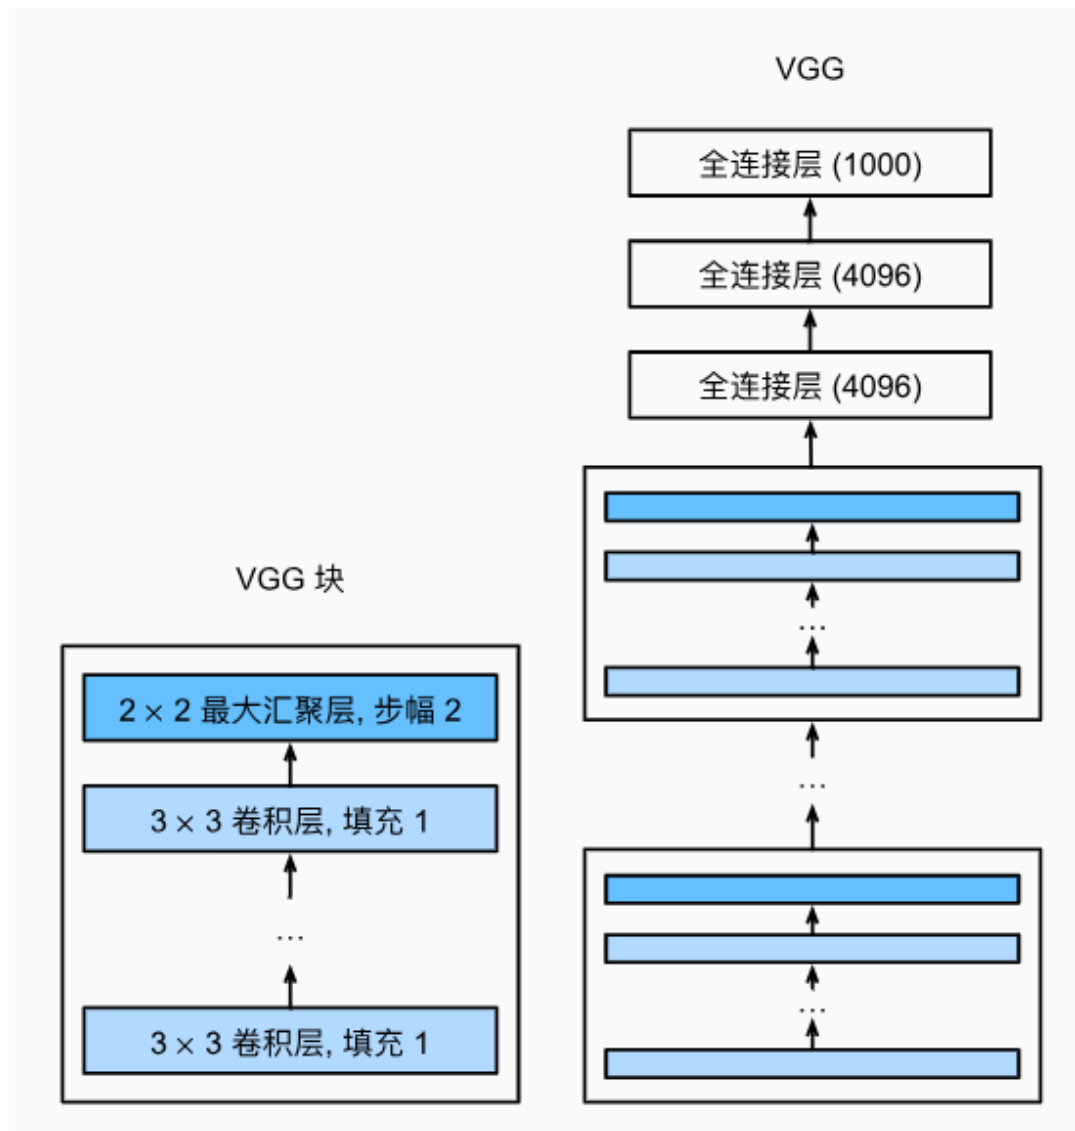 VGG
全连接层 (1000)
全连接层 (4096)
全连接层 (4096)
...
...
...
VGG 块
2 × 2 最大汇聚层, 步幅 2
3 × 3 卷积层, 填充 1
...
3 × 3 卷积层, 填充 1